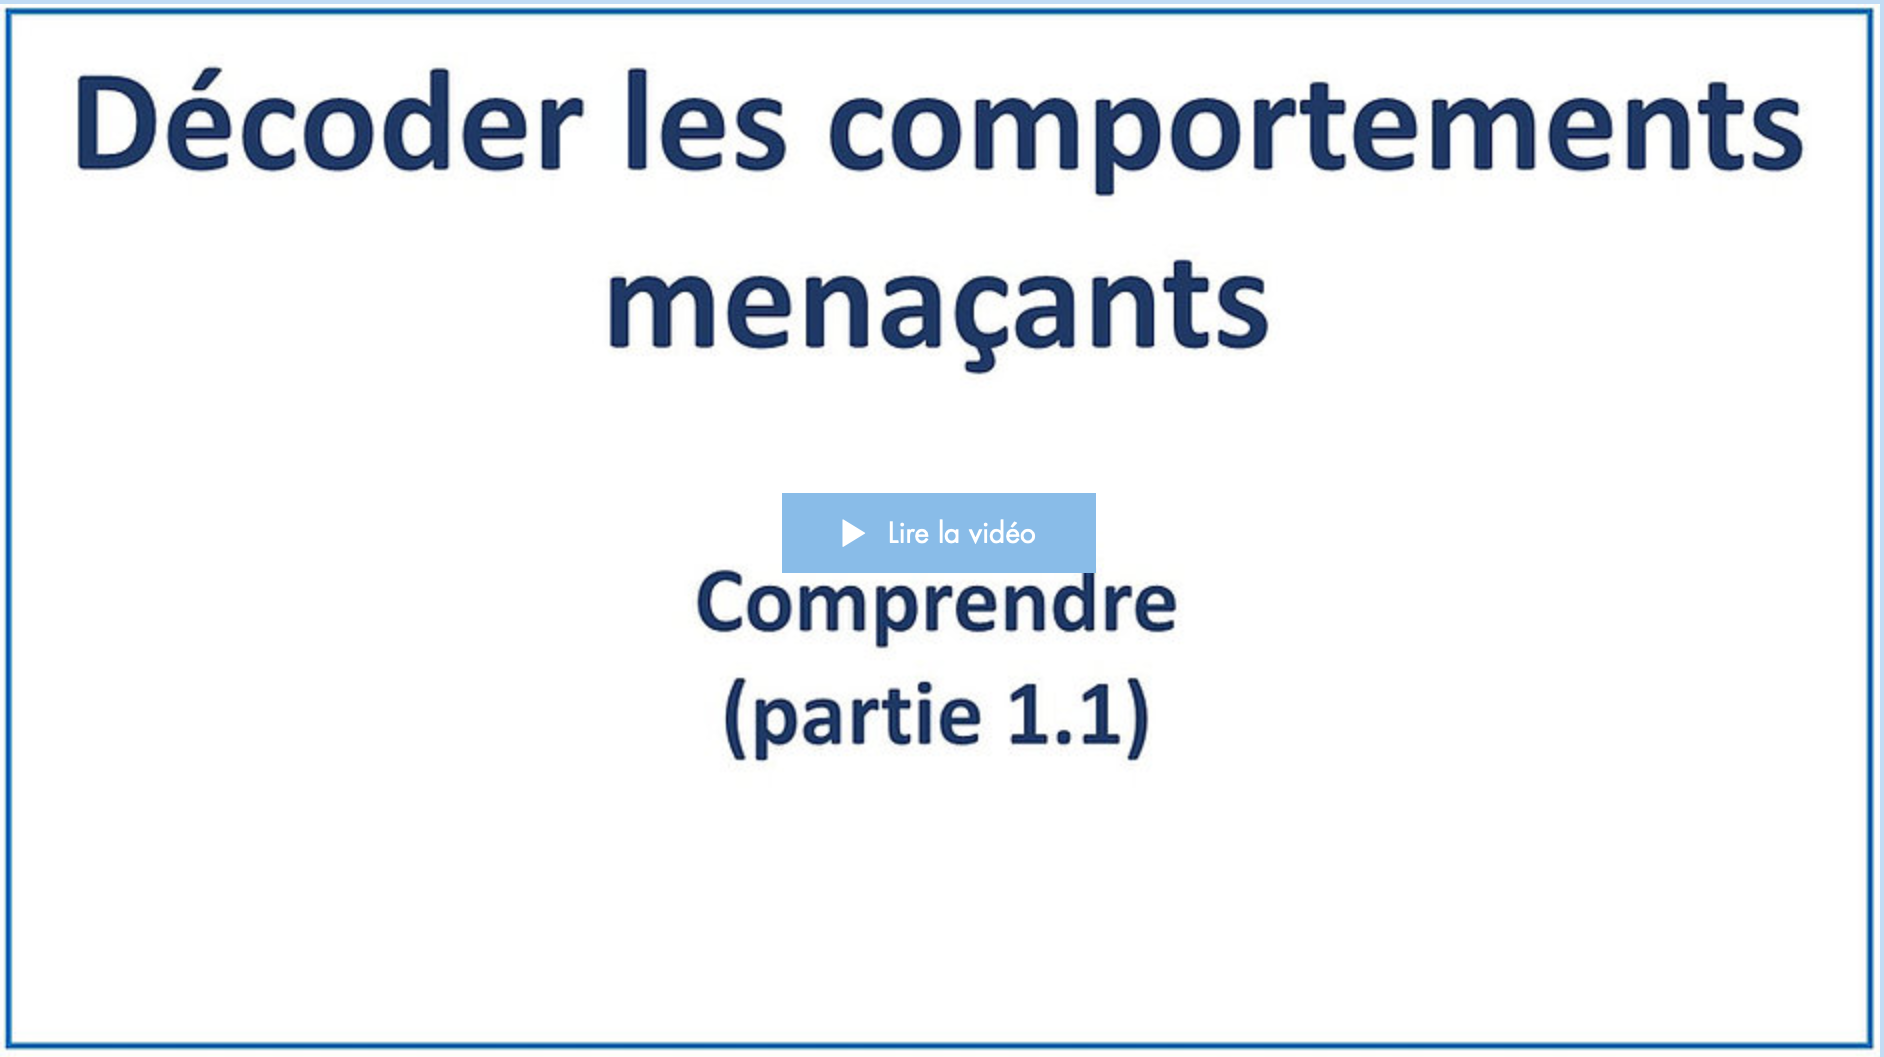 Décoder les comportements
menaçants
Lire la vidéo
Comprendre
(partie 1.1)